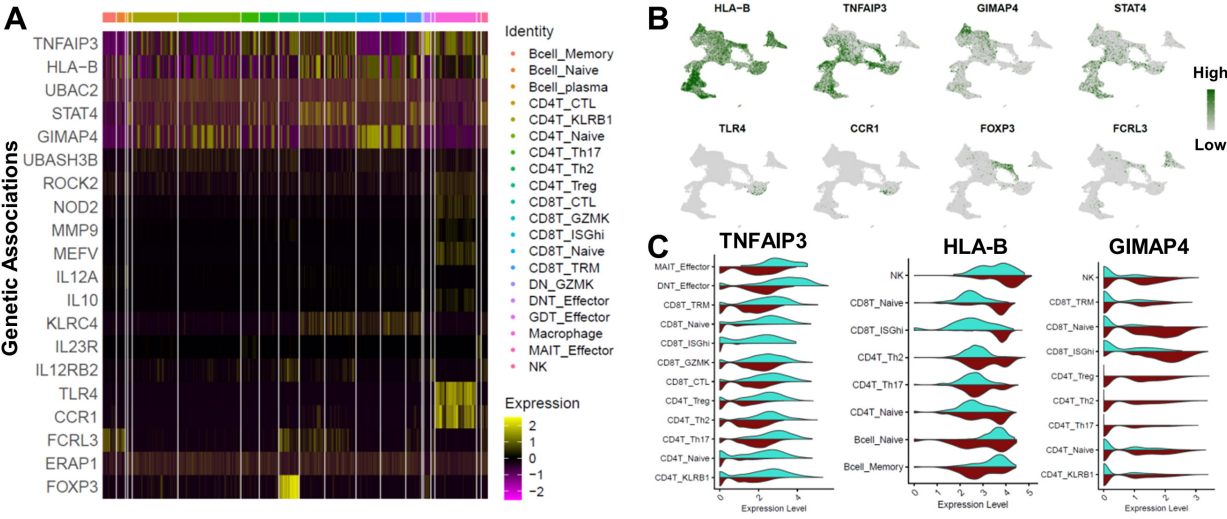 A
Genetic Associations
TNFAIP3
HLA−B
UBAC2
STAT4
GIMAP4
UBASH3B
ROCK2
NOD2
MMP9
MEFV
IL12A
IL10
KLRC4
IL23R
IL12RB2
TLR4
CCR1
FCRL3
ERAP1
FOXP3
Identity
Bcell_Memory
Bcell_Naive
Bcell_plasma
CD4T_CTL
CD4T_KLRB1
CD4T_Naive
CD4T_Th17
CD4T_Th2
CD4T_Treg
CD8T_CTL
CD8T_GZMK
CD8T_ISGhi
CD8T_Naive
CD8T_TRM
DN_GZMK
DNT_Effector
GDT_Effector
Macrophage
MAIT_Effector
NK
Expression
2
1
0
−1
−2
B
HLA−B TNFAIP3 GIMAP4 STAT4
TLR4 CCR1 FOXP3 FCRL3
High
Low
C
TNFAIP3
MAIT_Effector
DNT_Effector
CD8T_TRM
CD8T_Naive
CD8T_ISGhi
CD8T_GZMK
CD8T_CTL
CD4T_Treg
CD4T_Th2
CD4T_Th17
CD4T_Naive
CD4T_KLRB1
0 2 4
Expression Level
HLA-B
NK
CD8T_Naive
CD8T_ISGhi
CD4T_Th2
CD4T_Th17
CD4T_Naive
Bcell_Naive
Bcell_Memory
0 1 2 3 4 5
Expression Level
GIMAP4
NK
CD8T_TRM
CD8T_Naive
CD8T_ISGhi
CD4T_Treg
CD4T_Th2
CD4T_Th17
CD4T_Naive
CD4T_KLRB1
0 1 2 3
Expression Level